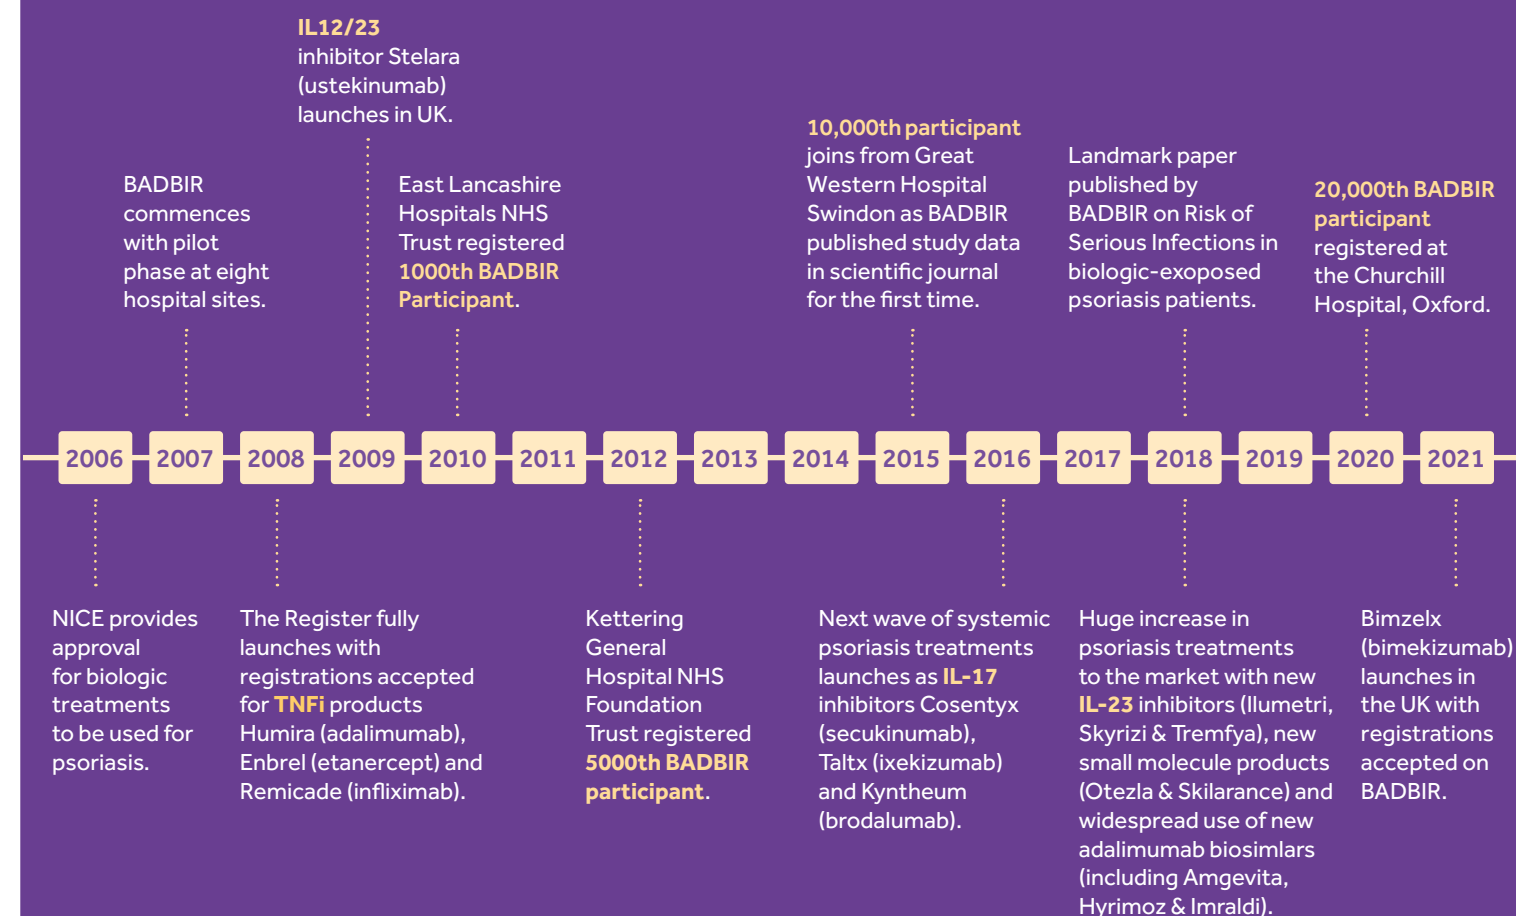 IL12/23
inhibitor Stelara
(ustekinumab)
launches in UK.
BADBIR
commences
with pilot
phase at eight
hospital sites.
East Lancashire
Hospitals NHS
Trust registered
1000th BADBIR
Participant.
10,000th participant
joins from Great
Western Hospital
Swindon as BADBIR
published study data
in scientific journal
for the first time.
Landmark paper
published by
BADBIR on Risk of
Serious Infections in
biologic-exoposed
psoriasis patients.
20,000th BADBIR
participant
registered at
the Churchill
Hospital, Oxford.
2006 2007 2008 2009 2010 2011 2012 2013 2014 2015 2016 2017 2018 2019 2020 2021
NICE provides
approval
for biologic
treatments
to be used for
psoriasis.
The Register fully
launches with
registrations accepted
for TNFi products
Humira (adalimumab),
Enbrel (etanercept) and
Remicade (infliximab).
Kettering
General
Hospital NHS
Foundation
Trust registered
5000th BADBIR
participant.
Next wave of systemic
psoriasis treatments
launches as IL-17
inhibitors Cosentyx
(secukinumab),
Taltx (ixekizumab)
and Kyntheum
(brodalumab).
Huge increase in
psoriasis treatments
to the market with new
IL-23 inhibitors (Ilumetri,
Skyrizi & Tremfya), new
small molecule products
(Otezla & Skilarance) and
widespread use of new
adalimumab biosimlars
(including Amgevita,
Hyrimoz & Imraldi).
Bimzelx
(bimekizumab)
launches in
the UK with
registrations
accepted on
BADBIR.